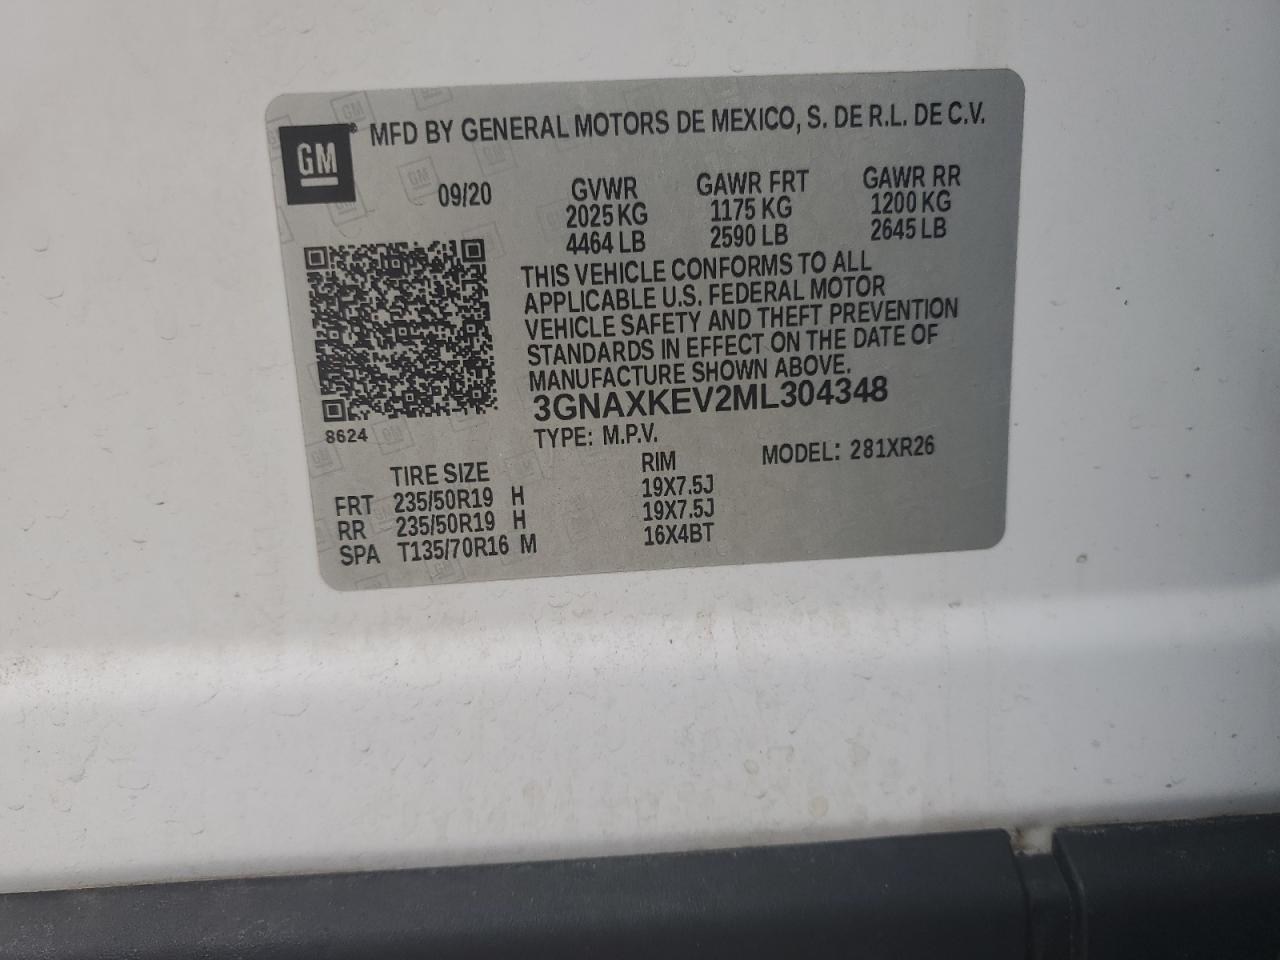 GM
MFD BY GENERAL MOTORS DE MEXICO, S. DE R.L. DE C.V.
09/20 GVWR GAWR FRT GAWR RR
2025 KG 1175 KG 1200 KG
4464 LB 2590 LB 2645 LB
THIS VEHICLE CONFORMS TO ALL
APPLICABLE U.S. FEDERAL MOTOR
VEHICLE SAFETY AND THEFT PREVENTION
STANDARDS IN EFFECT ON THE DATE OF
MANUFACTURE SHOWN ABOVE.
3GNAXKEV2ML304348
8624
TYPE: M.P.V. MODEL: 281XR26
TIRE SIZE RIM
FRT 235/50R19 H 19X7.5J
RR 235/50R19 H 19X7.5J
SPA T135/70R16 M 16X4BT